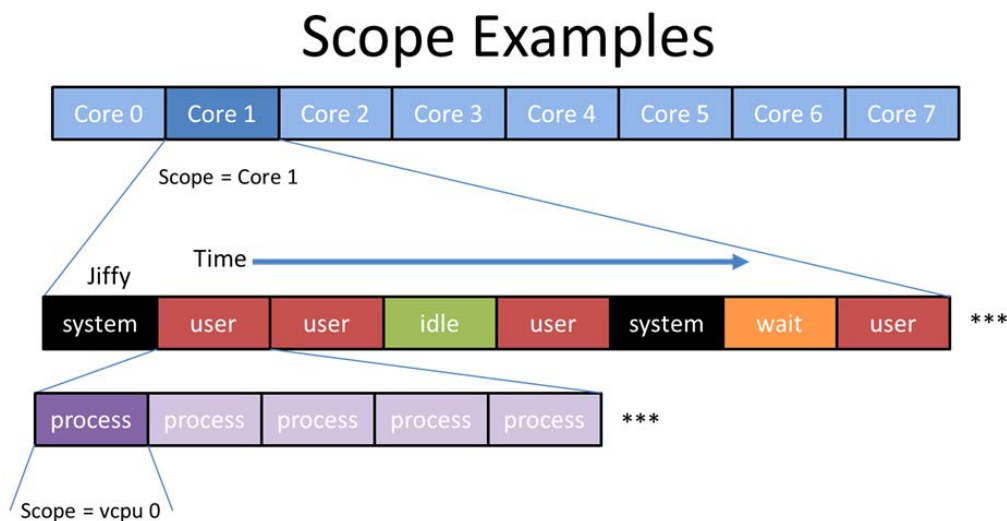 Scope Examples
Core 0 Core 1 Core 2 Core 3 Core 4 Core 5 Core 6 Core 7
Scope = Core 1
Time
Jiffy
system user user idle user system wait user ***
process process process process process ***
Scope = vcpu 0